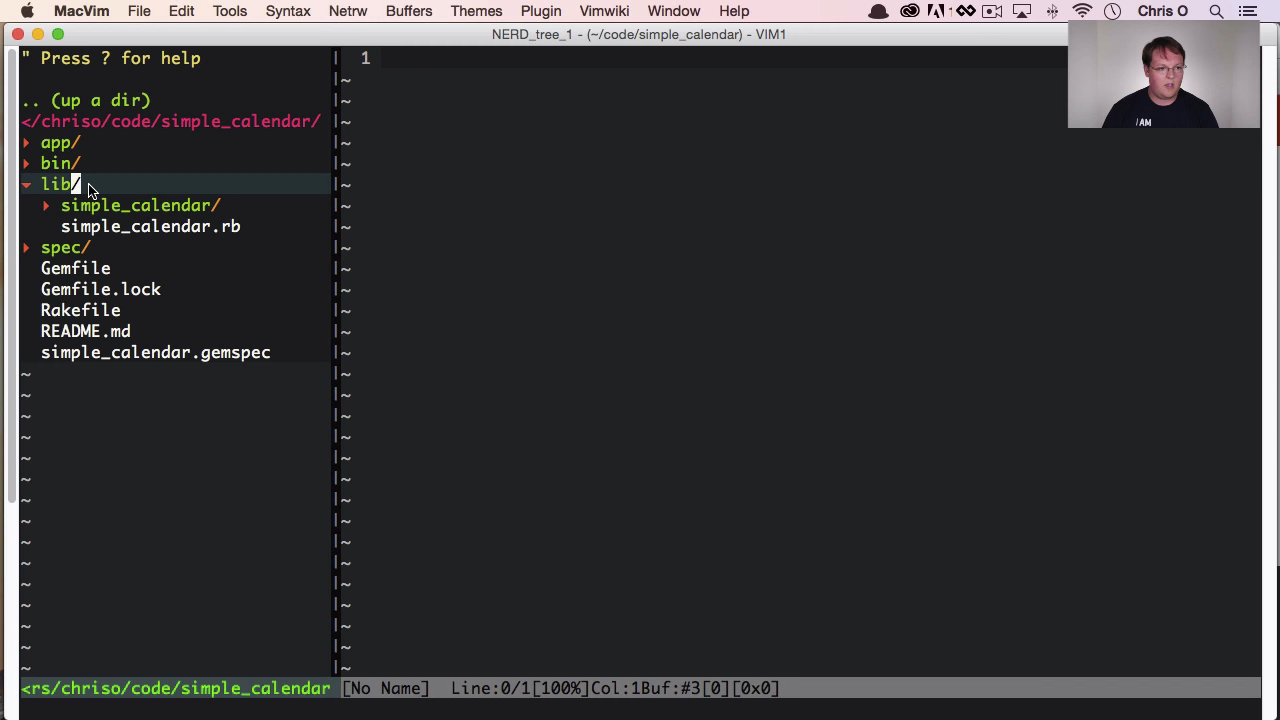 MacVim File Edit Tools Syntax Netrw Buffers Themes Plugin Vimwiki Window Help Chris O
NERD_tree_1 - (~/code/simple_calendar) - VIM1
" Press ? for help
.. (up a dir)
</chriso/code/simple_calendar/
app/
bin/
lib/
simple_calendar/
simple_calendar.rb
spec/
Gemfile
Gemfile.lock
Rakefile
README.md
simple_calendar.gemspec
1
I AM
<rs/chriso/code/simple_calendar [No Name] Line:0/1[100%]Col:1Buf:#3[0][0x0]